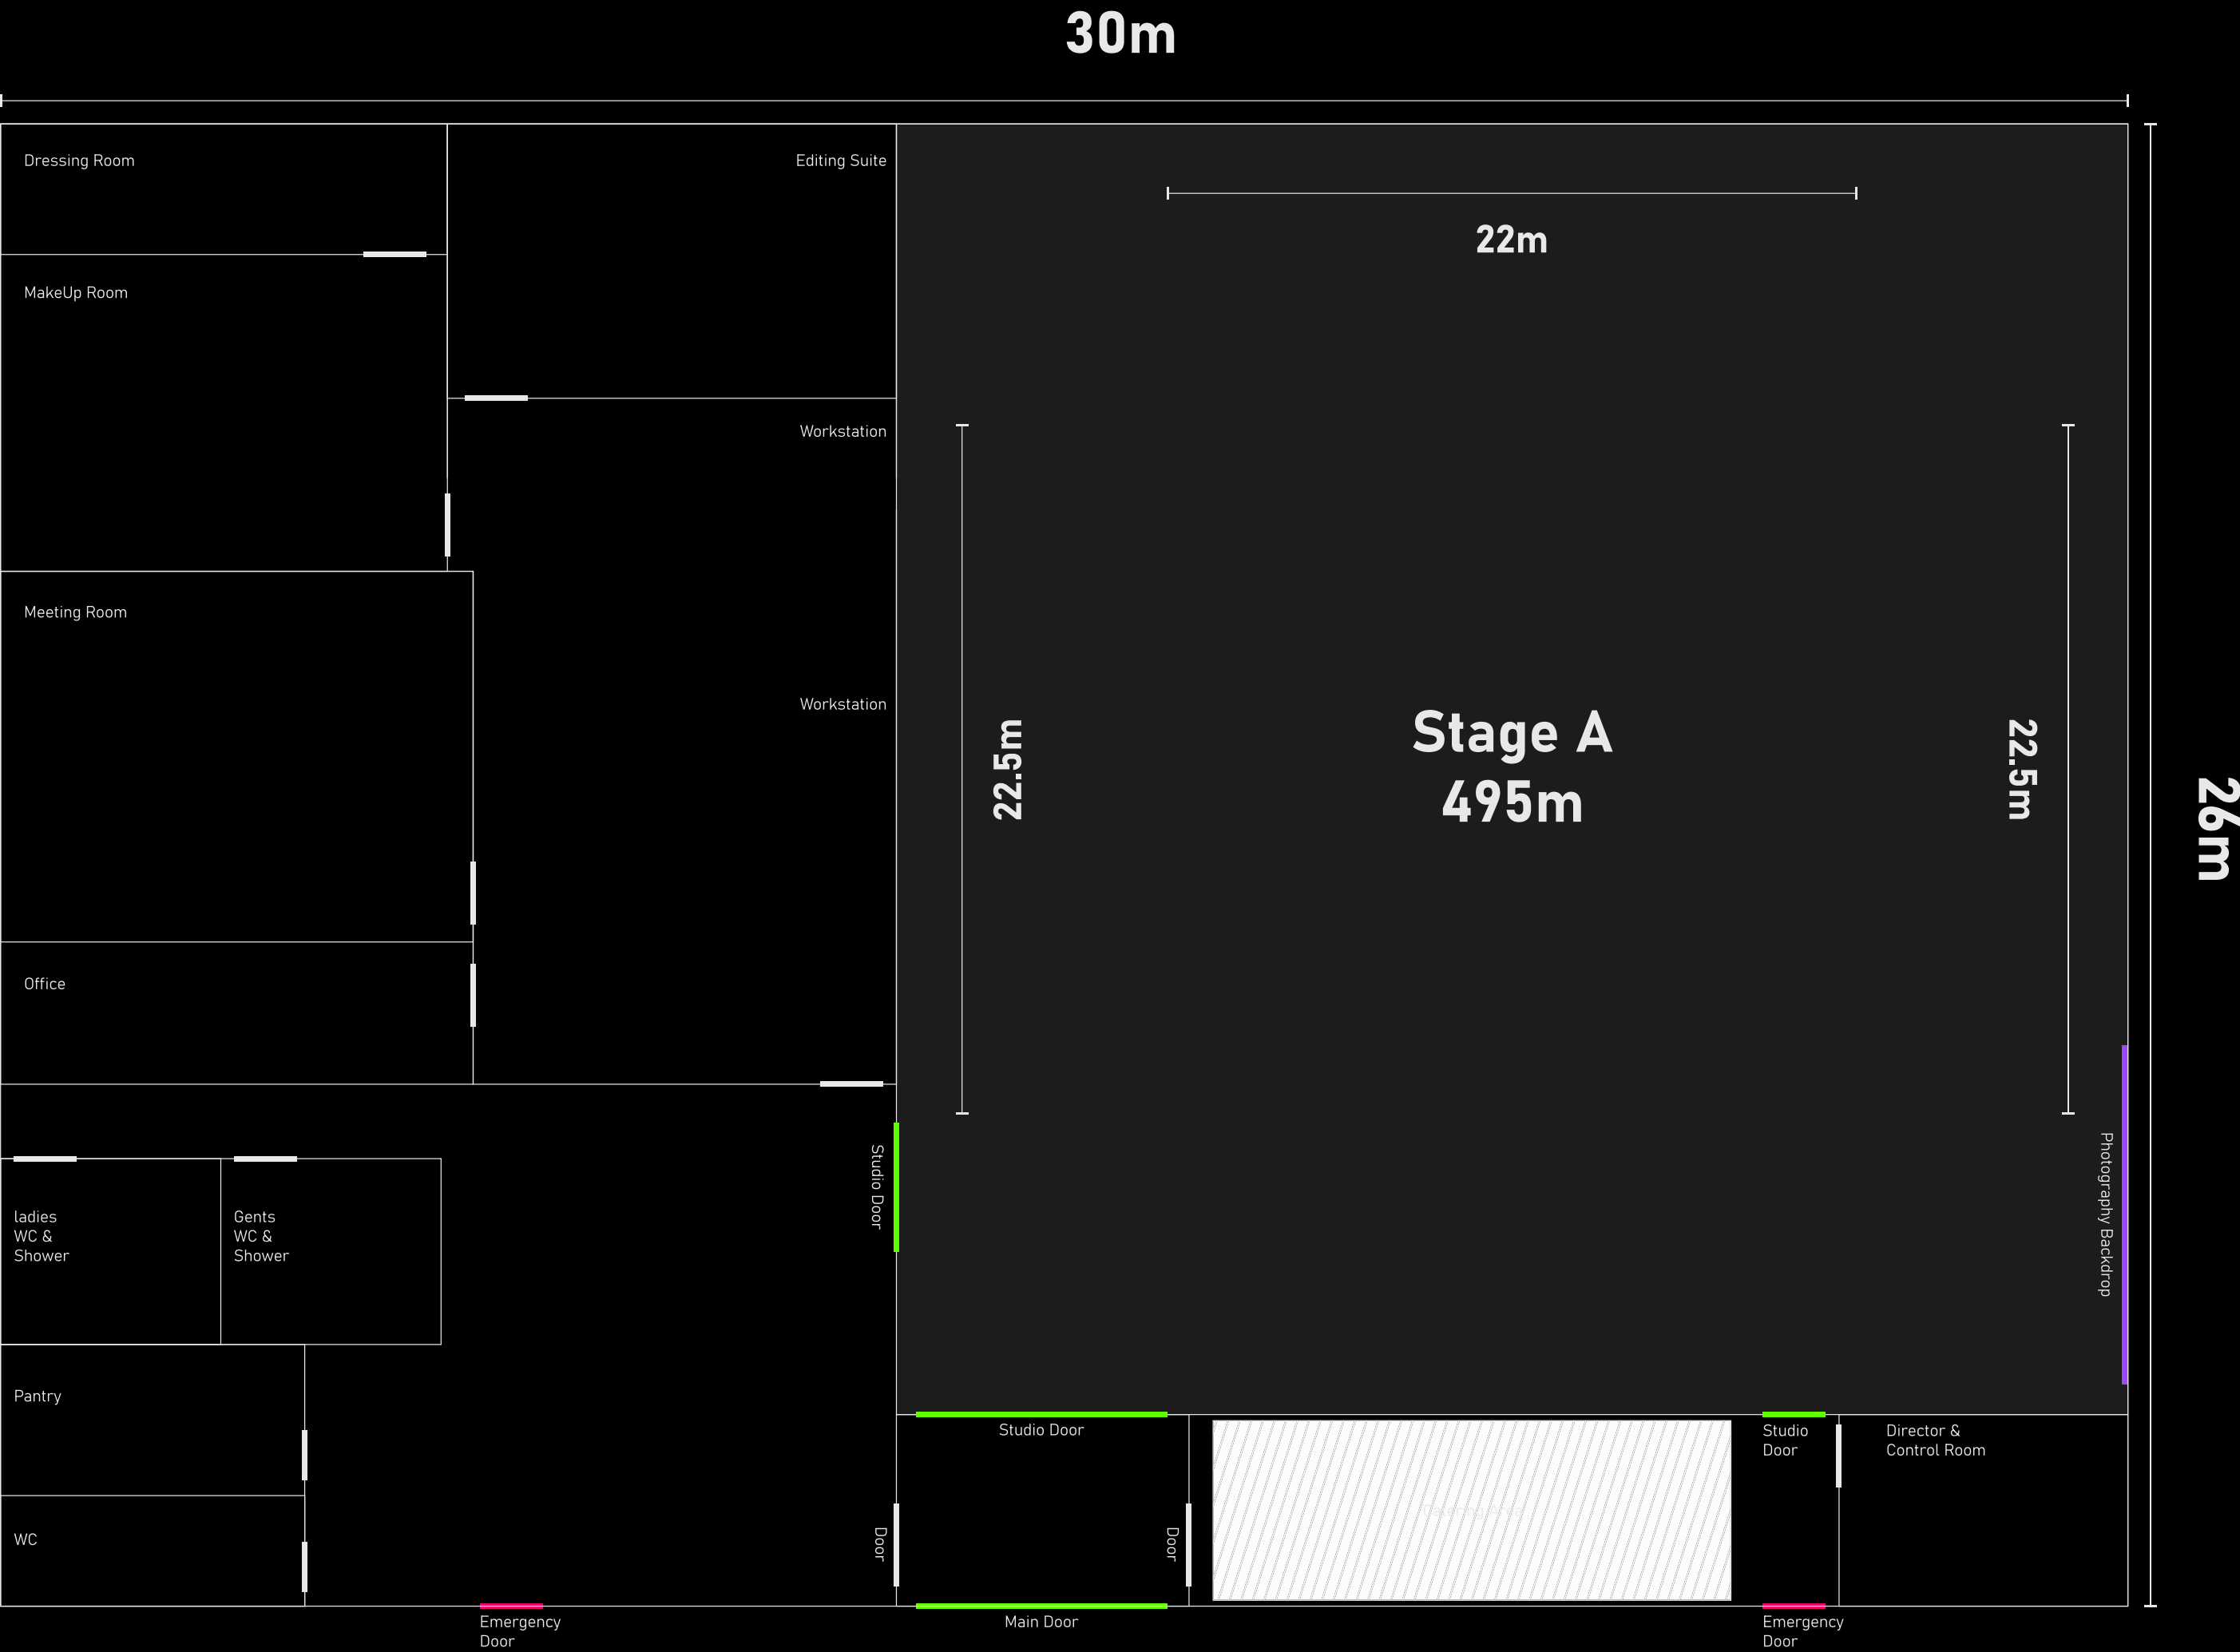 30m
Dressing Room
Editing Suite
22m
MakeUp Room
Workstation
Meeting Room
Workstation
22.5m
Stage A
495m
22.5m
26m
Office
Studio Door
Photography Backdrop
ladies
WC &
Shower
Gents
WC &
Shower
Pantry
Studio Door
Studio
Door
Director &
Control Room
Catering Area
WC
Door
Door
Emergency
Door
Main Door
Emergency
Door